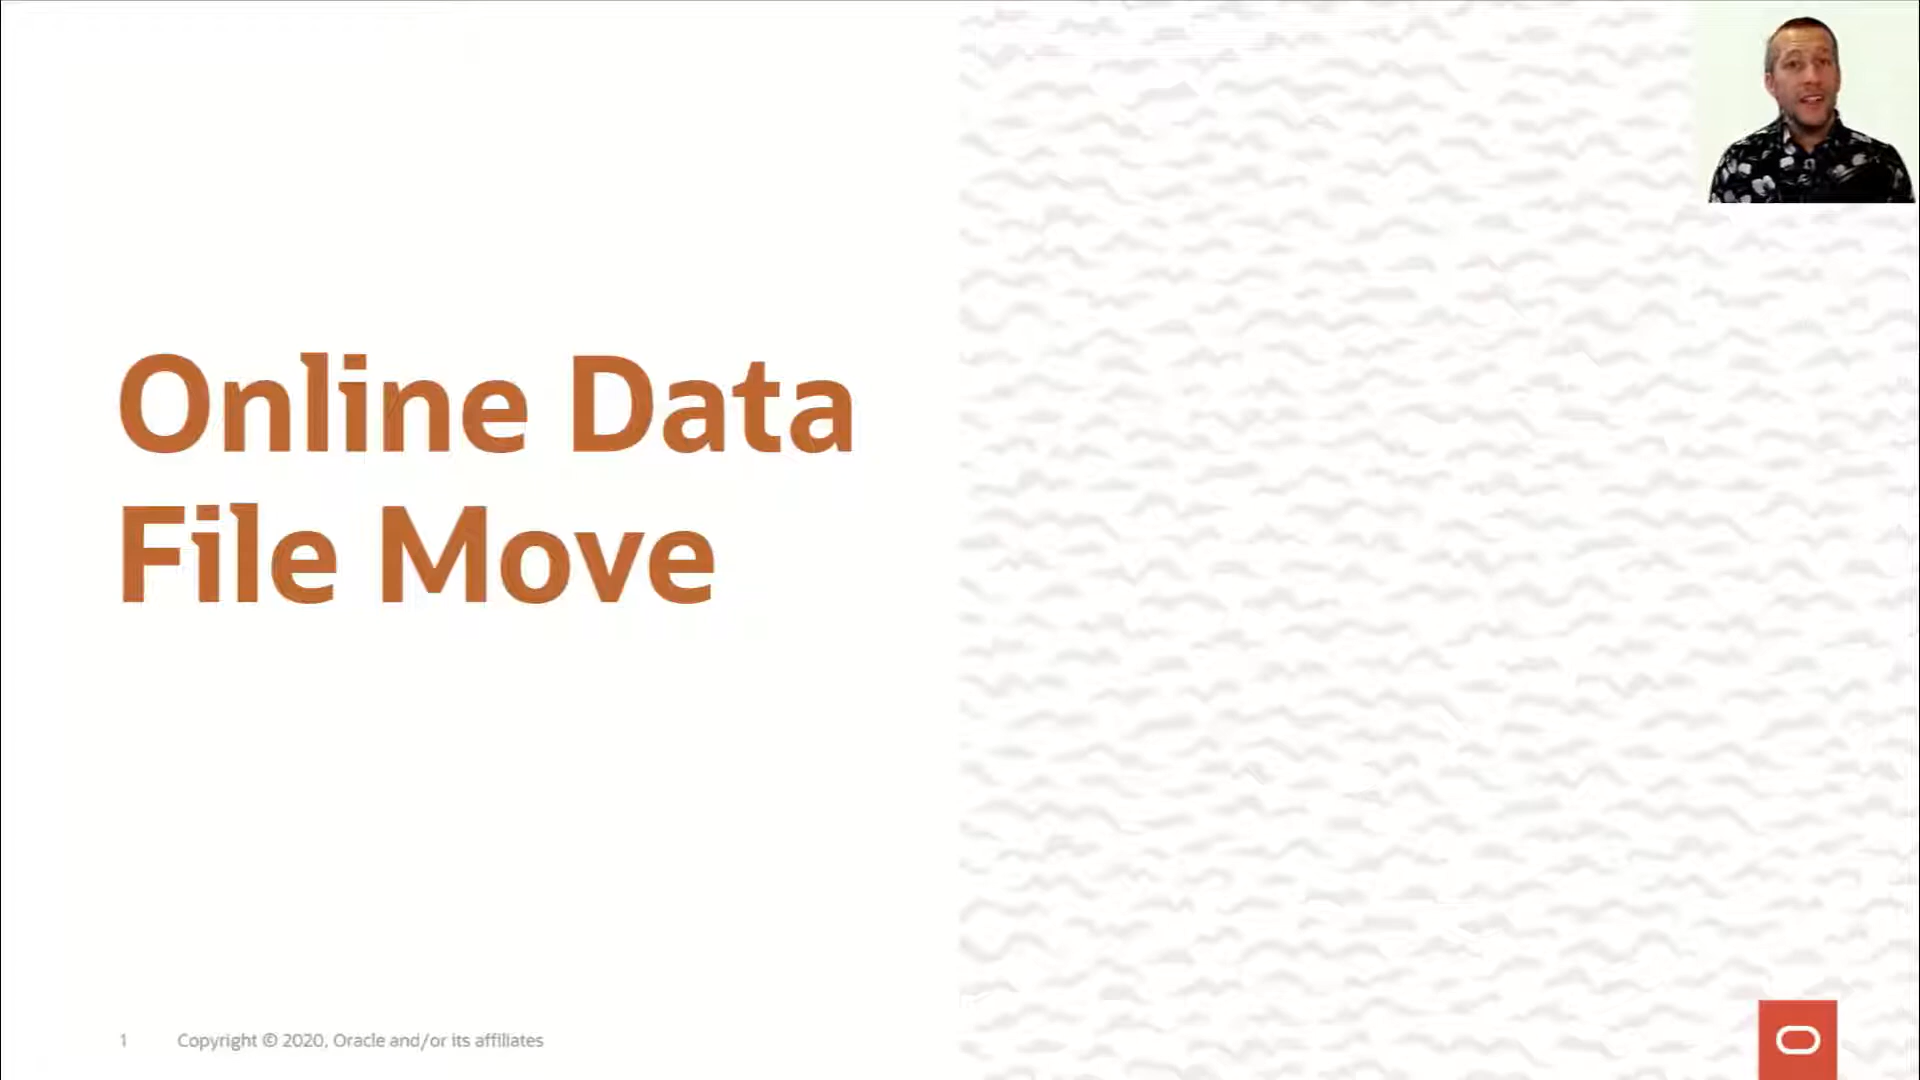 Online Data
File Move
1 Copyright © 2020, Oracle and/or its affiliates